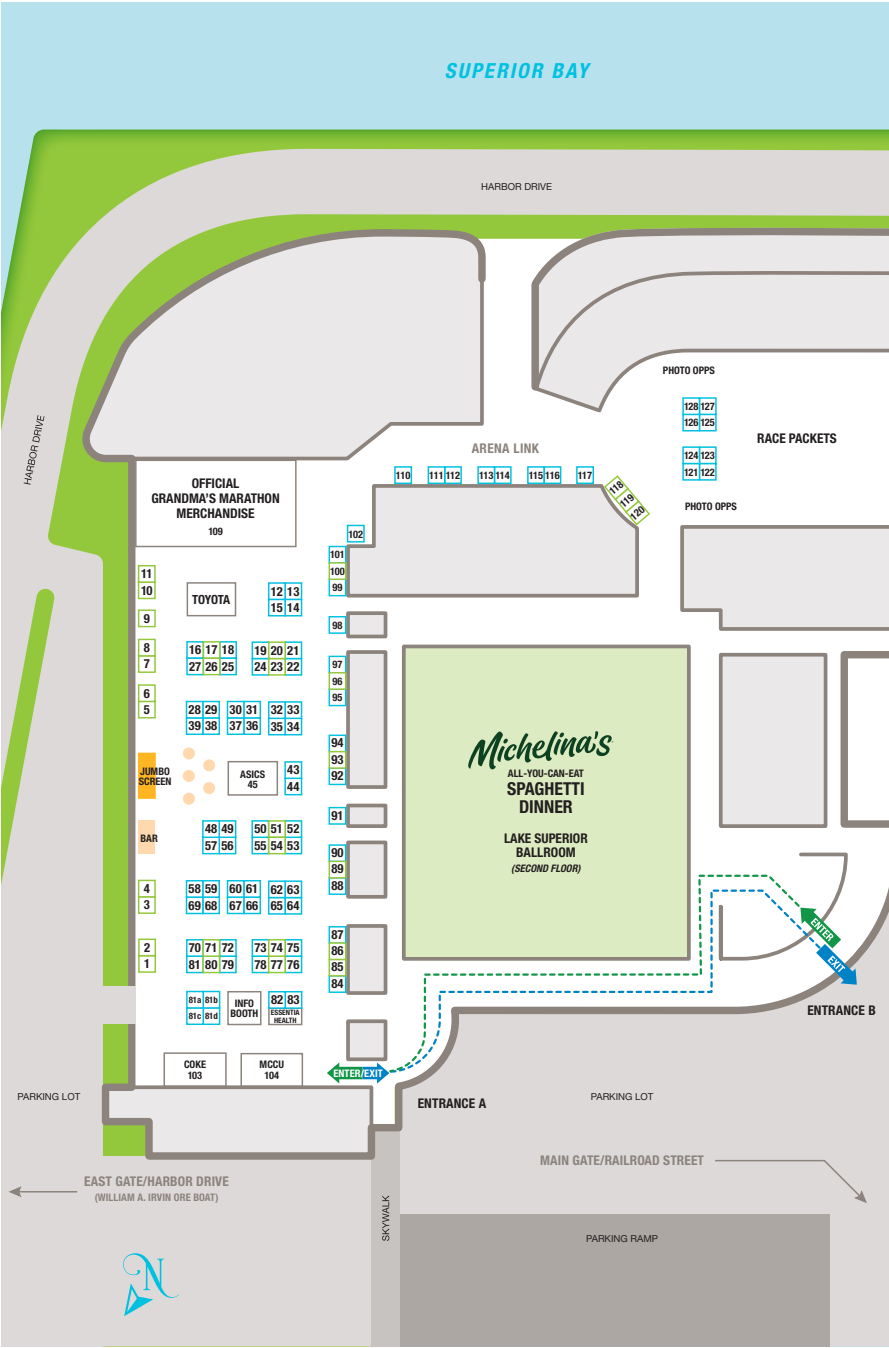 SUPERIOR BAY
HARBOR DRIVE
HARBOR DRIVE
PHOTO OPPS
128 127
126 125
RACE PACKETS
124 123
121 122
PHOTO OPPS
ARENA LINK
110 111 112 113 114 115 116 117
118
119
120
OFFICIAL
GRANDMA'S MARATHON
MERCHANDISE
109
102
101
100
99
98
97
96
95
94
93
92
91
90
89
88
87
86
85
84
11
10
9
8
7
6
5
TOYOTA
12 13
15 14
16 17 18 19 20 21
27 26 25 24 23 22
28 29 30 31 32 33
39 38 37 36 35 34
JUMBO
SCREEN
ASICS
45
43
44
BAR
48 49 50 51 52
57 56 55 54 53
4
3
58 59 60 61 62 63
69 68 67 66 65 64
2
1
70 71 72 73 74 75
81 80 79 78 77 76
81a 81b
81c 81d
INFO
BOOTH
82 83
ESSENTIA
HEALTH
COKE
103
MCCU
104
ENTER/EXIT
Michelina's
ALL-YOU-CAN-EAT
SPAGHETTI
DINNER
LAKE SUPERIOR
BALLROOM
(SECOND FLOOR)
ENTER
EXIT
ENTRANCE B
ENTRANCE A
PARKING LOT
PARKING LOT
EAST GATE/HARBOR DRIVE
(WILLIAM A. IRVIN ORE BOAT)
MAIN GATE/RAILROAD STREET
SKYWALK
PARKING RAMP
N